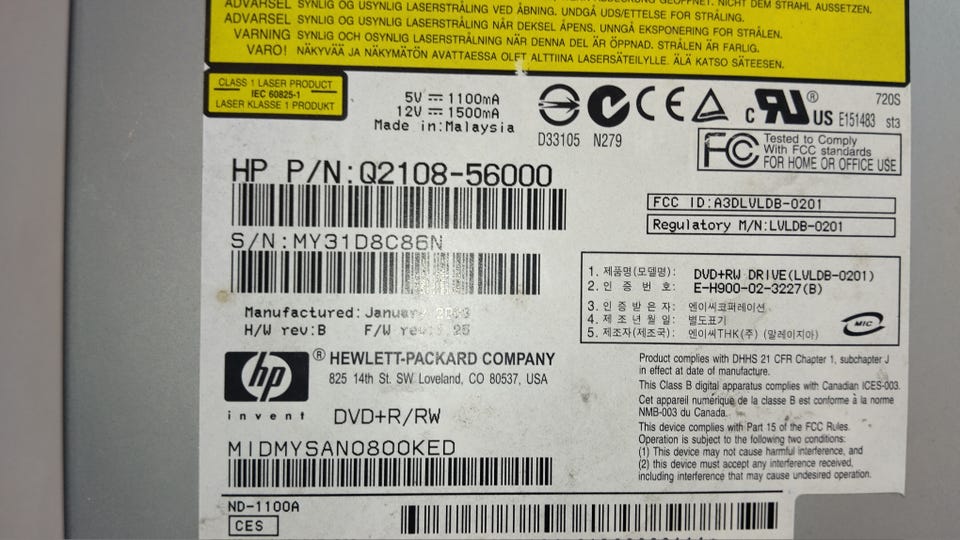 ADVARSEL SYNLIG OG USYNLIG LASERSTRÅLING VED ÅBNING. UNDGÅ UDS/ETTELSE FOR STRÅLING.
ADVARSEL SYNLIG OG USYNLIG LASERSTRÅLING NÅR DEKSEL ÅPENS. UNNGÅ EKSPONERING FOR STRÅLEN.
VARNING SYNLIG OCH OSYNLIG LASERSTRÅLNING NÄR DENNA DEL ÄR ÖPPNAD. STRÅLEN ÄR FARLIG.
VARO! NÄKYVÄÄ JA NÄKYMÄTÖN AVATTAESSA OLET ALTTIINA LASERSÄTEILYLLE. ÄLÄ KATSO SÄTEESEN.
CLASS 1 LASER PRODUCT
IEC 60825-1
LASER KLASSE 1 PRODUKT
5V ⎓ 1100mA
12V ⎓ 1500mA
Made in:Malaysia
D33105 N279
CE
c RU ® US E151483
720S
st3
FC
Tested to Comply
With FCC standards
FOR HOME OR OFFICE USE
HP P/N:Q2108-56000
FCC ID:A3DLVLDB-0201
Regulatory M/N:LVLDB-0201
S/N:MY31D8C86N
1. 제품명(모델명): DVD+RW DRIVE(LVLDB-0201)
2. 인 증 번 호: E-H900-02-3227(B)
3. 인 증 받 은 자: 엔이씨코퍼레이션
4. 제 조 년 월 일: 별도표기
5. 제조자(제조국): 엔이씨THK(주) (말레이지아)
MIC
Manufactured: January
H/W rev:B F/W rev: 25
hp ® HEWLETT-PACKARD COMPANY
825 14th St. SW Loveland, CO 80537, USA
invent DVD+R/RW
Product complies with DHHS 21 CFR Chapter 1, subchapter J
in effect at date of manufacture.
This Class B digital apparatus complies with Canadian ICES-003.
Cet appareil numérique de la classe B est conforme à la norme
NMB-003 du Canada.
This device complies with Part 15 of the FCC Rules.
Operation is subject to the following two conditions:
(1) This device may not cause harmful interference, and
(2) this device must accept any interference received,
including interference that may cause undesired operation.
MIDMYSAN0800KED
ND-1100A
CES